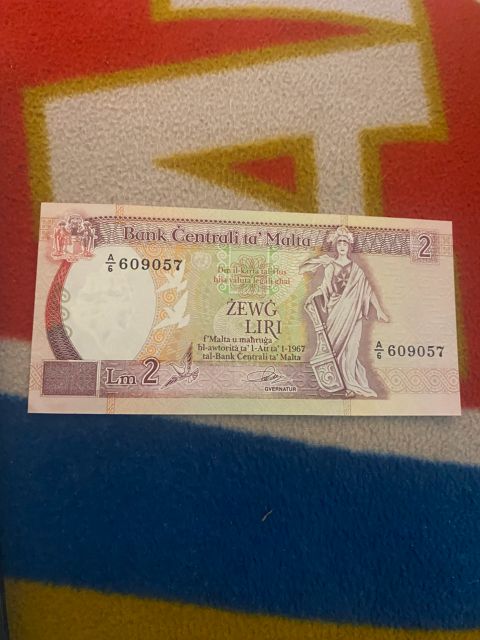 Bank Ċentrali ta' Malta
2
A/6 609057
Din il-karta tal-flus
hija valuta legali għal
ŻEWĠ
LIRI
f'Malta u maħruġa
bl-awtorità ta' l-Att ta' l-1967
tal-Bank Ċentrali ta' Malta
A/6 609057
Lm 2
GVERNATUR